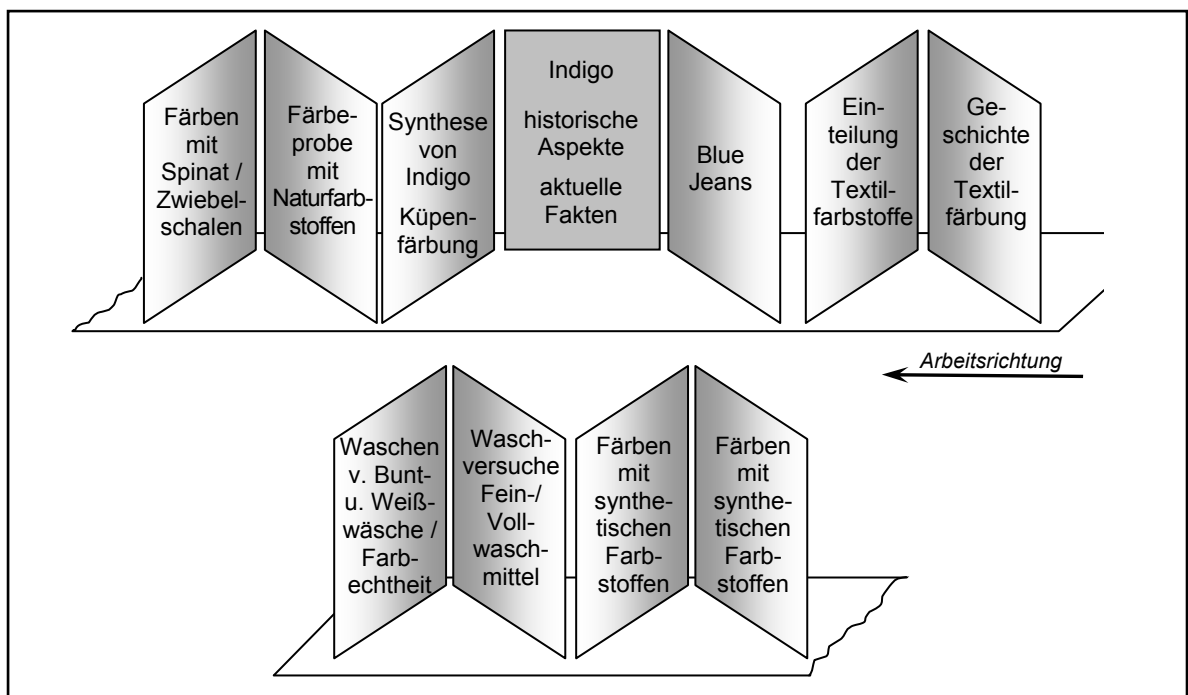 Färben
mit
Spinat /
Zwiebel-
schalen
Färbe-
probe
mit
Naturfarb-
stoffen
Synthese
von
Indigo
Küpen-
färbung
Indigo
historische
Aspekte
aktuelle
Fakten
Blue
Jeans
Ein-
teilung
der
Textil-
farbstoffe
Ge-
schichte
der
Textil-
färbung
Arbeitsrichtung
Waschen
v. Bunt-
u. Weiß-
wäsche /
Farb-
echtheit
Wasch-
versuche
Fein-/
Voll-
wasch-
mittel
Färben
mit
synthe-
tischen
Farb-
stoffen
Färben
mit
synthe-
tischen
Farb-
stoffen